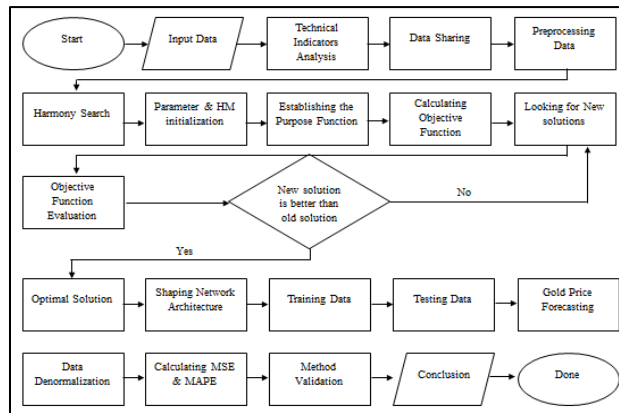 Start
Input Data
Technical
Indicators
Analysis
Data Sharing
Preprocessing
Data
Harmony Search
Parameter & HM
initialization
Establishing the
Purpose Function
Calculating
Objective
Function
Looking for New
solutions
Objective
Function
Evaluation
New solution
is better than
old solution
No
Yes
Optimal Solution
Shaping Network
Architecture
Training Data
Testing Data
Gold Price
Forecasting
Data
Denormalization
Calculating MSE
& MAPE
Method
Validation
Conclusion
Done